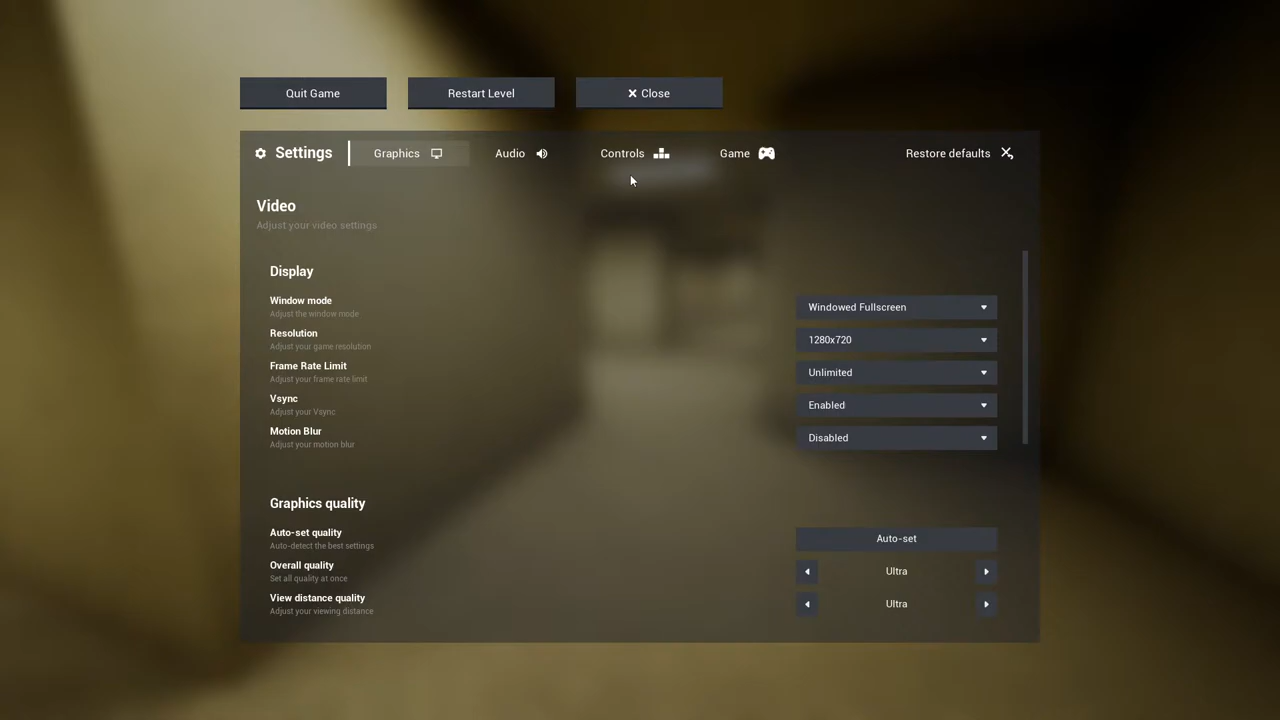 Quit Game
Restart Level
Close
Settings
Graphics
Audio
Controls
Game
Restore defaults
Video
Adjust your video settings
Display
Window mode
Adjust the window mode
Windowed Fullscreen
Resolution
Adjust your game resolution
1280x720
Frame Rate Limit
Adjust your frame rate limit
Unlimited
Vsync
Adjust your Vsync
Enabled
Motion Blur
Adjust your motion blur
Disabled
Graphics quality
Auto-set quality
Auto-detect the best settings
Auto-set
Overall quality
Set all quality at once
Ultra
View distance quality
Adjust your viewing distance
Ultra